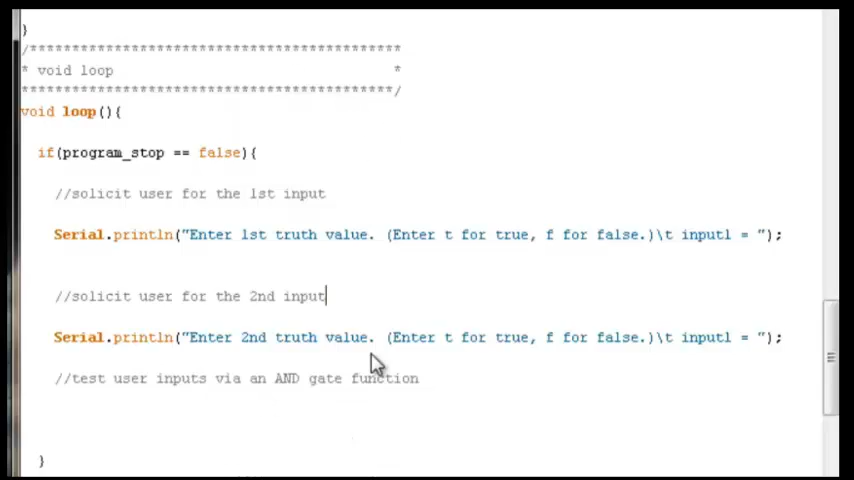 }
/********************************************
* void loop *
********************************************/
void loop(){
if(program_stop == false){
//solicit user for the 1st input
Serial.println("Enter 1st truth value. (Enter t for true, f for false.)\t input1 = ");
//solicit user for the 2nd input
Serial.println("Enter 2nd truth value. (Enter t for true, f for false.)\t input1 = ");
//test user inputs via an AND gate function
}